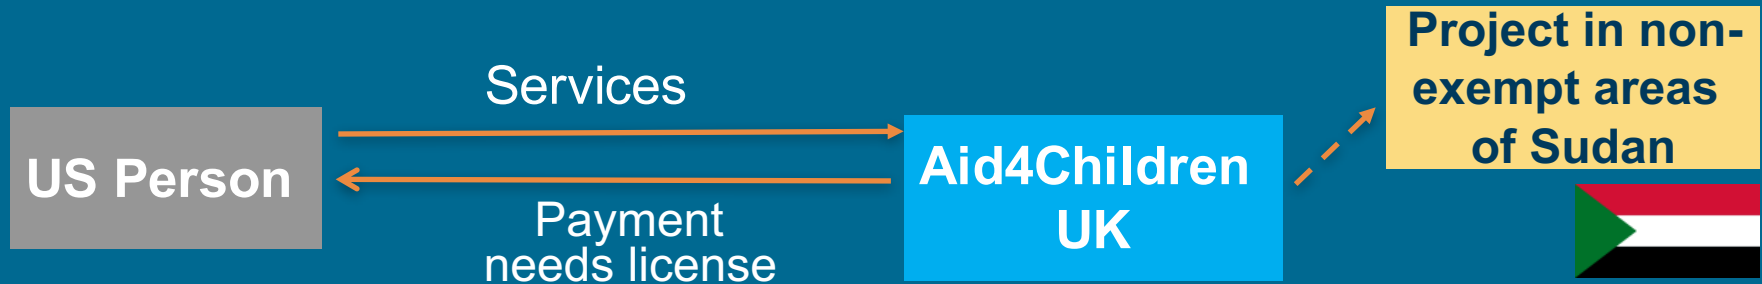 US Person
Services
Payment
needs license
Aid4Children
UK
Project in non-
exempt areas
of Sudan